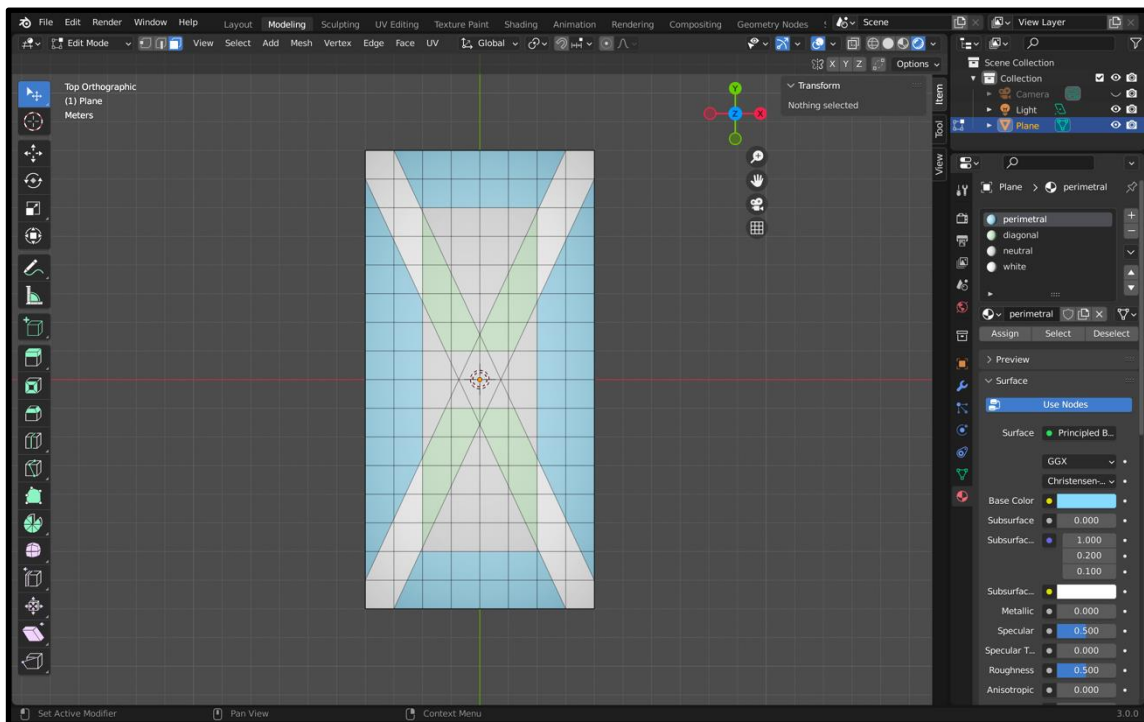 File Edit Render Window Help Layout Modeling Sculpting UV Editing Texture Paint Shading Animation Rendering Compositing Geometry Nodes Scene View Layer
Edit Mode View Select Add Mesh Vertex Edge Face UV Global
X Y Z Options
Top Orthographic
(1) Plane
Meters
Y
X
Z
Transform
Nothing selected
Item
Tool
View
Scene Collection
Collection
Camera
Light
Plane
Plane > perimetral
perimetral
diagonal
neutral
white
perimetral
Assign Select Deselect
Preview
Surface
Use Nodes
Surface Principled B...
GGX
Christensen-...
Base Color
Subsurface 0.000
Subsurfac... 1.000
0.200
0.100
Subsurfac...
Metallic 0.000
Specular 0.500
Specular T... 0.000
Roughness 0.500
Anisotropic 0.000
Set Active Modifier Pan View Context Menu 3.0.0